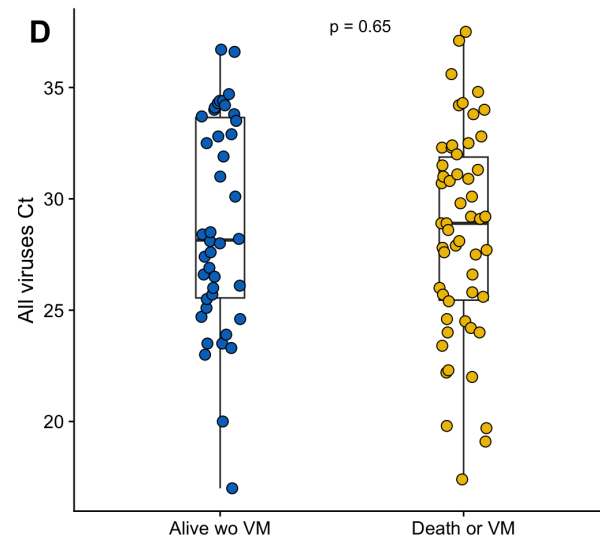 D
p = 0.65
All viruses Ct
35
30
25
20
Alive wo VM
Death or VM